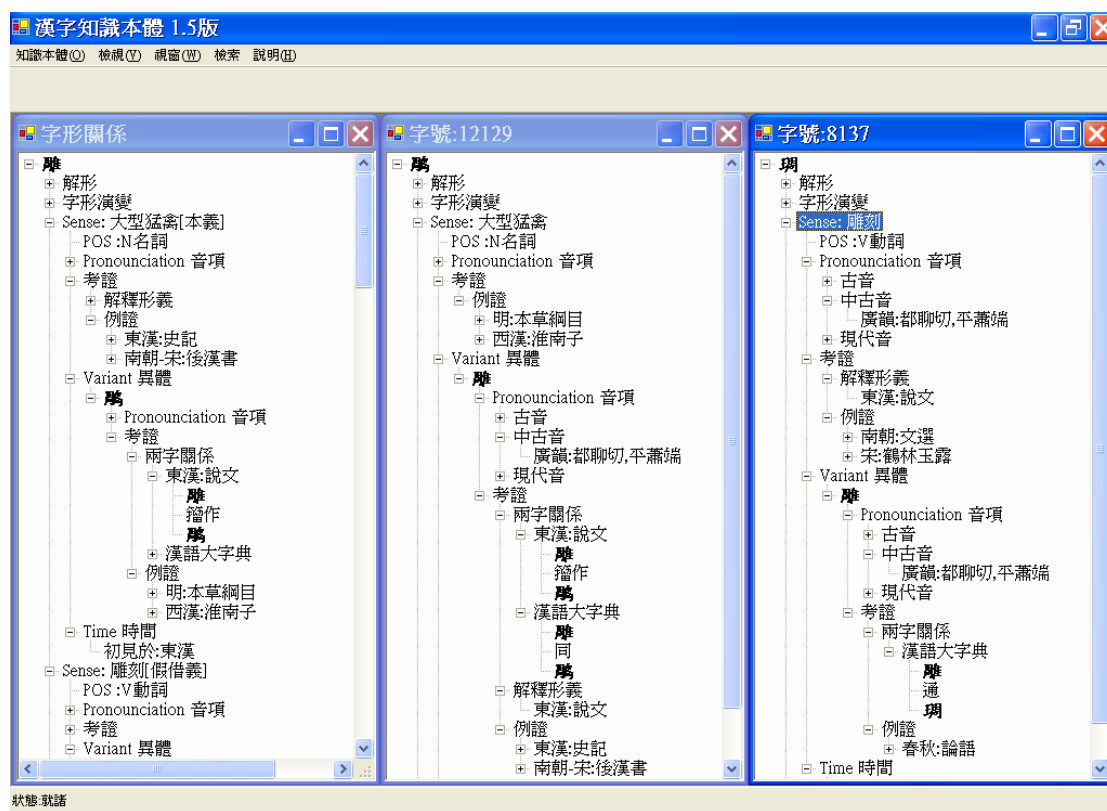 漢字知識本體 1.5版
知識本體(O) 檢視(V) 視窗(W) 檢索 說明(H)
字形關係
雕
解形
字形演變
Sense: 大型猛禽[本義]
POS :N名詞
Pronounciation 音項
考證
解釋形義
例證
東漢:史記
南朝-宋:後漢書
Variant 異體
鵰
Pronounciation 音項
考證
兩字關係
東漢:說文
雕
籀作
鵰
漢語大字典
例證
明:本草綱目
西漢:淮南子
Time 時間
初見於:東漢
Sense: 雕刻[假借義]
POS :V動詞
Pronounciation 音項
考證
Variant 異體
字號:12129
鵰
解形
字形演變
Sense: 大型猛禽
POS :N名詞
Pronounciation 音項
考證
例證
明:本草綱目
西漢:淮南子
Variant 異體
雕
Pronounciation 音項
古音
中古音
廣韻:都聊切,平蕭端
現代音
考證
兩字關係
東漢:說文
雕
籀作
鵰
漢語大字典
雕
同
鵰
解釋形義
東漢:說文
例證
東漢:史記
南朝-宋:後漢書
字號:8137
琱
解形
字形演變
Sense: 雕刻
POS :V動詞
Pronounciation 音項
古音
中古音
廣韻:都聊切,平蕭端
現代音
考證
解釋形義
東漢:說文
例證
南朝:文選
宋:鶴林玉露
Variant 異體
雕
Pronounciation 音項
古音
中古音
廣韻:都聊切,平蕭端
現代音
考證
兩字關係
漢語大字典
雕
通
琱
例證
春秋:論語
Time 時間
狀態:就諸